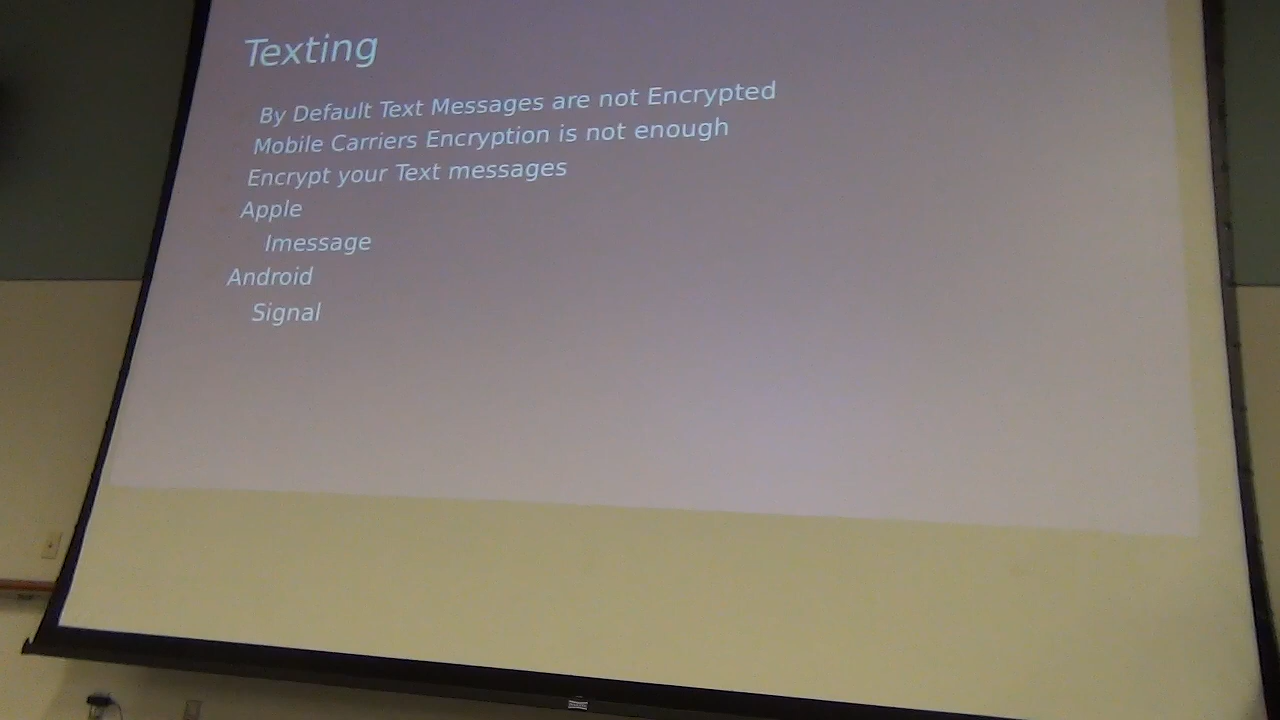 Texting
By Default Text Messages are not Encrypted
Mobile Carriers Encryption is not enough
Encrypt your Text messages
Apple
Imessage
Android
Signal